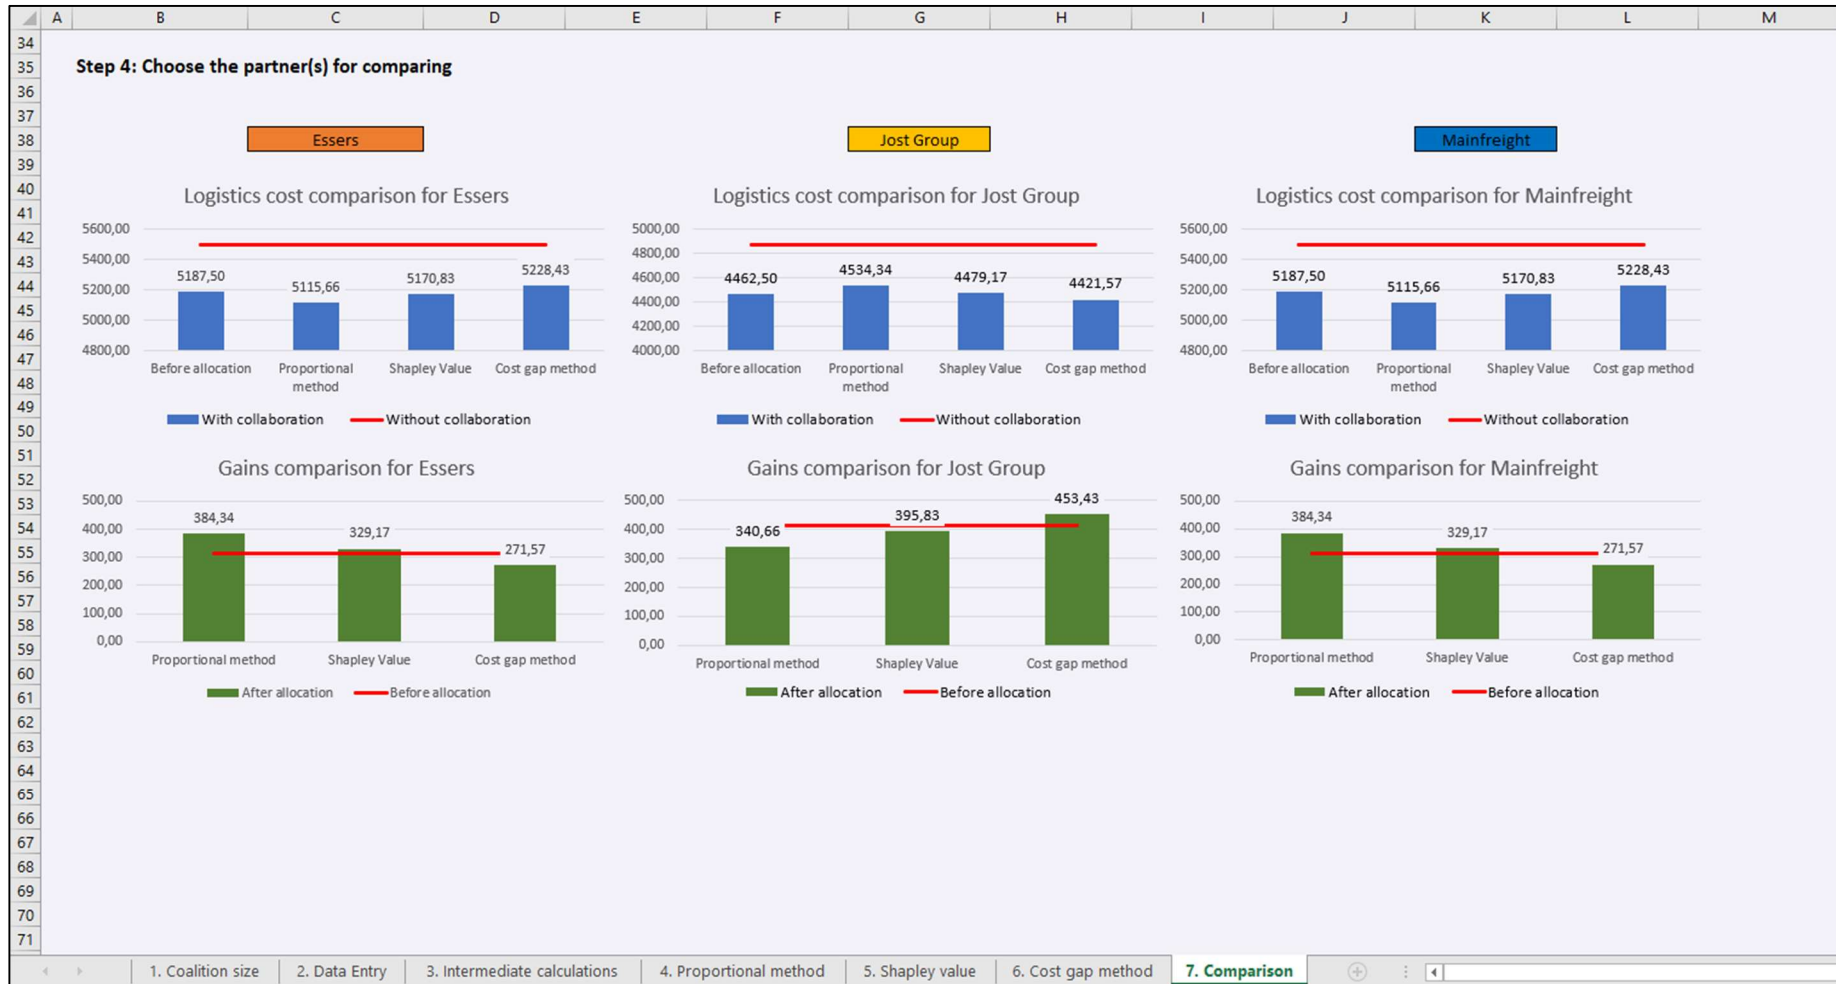 A B C D E F G H I J K L M
34
35 Step 4: Choose the partner(s) for comparing
36
37
38 Essers Jost Group Mainfreight
39
40
41
42
43
44
45
46
47
48
49
50
51
52
53
54
55
56
57
58
59
60
61
62
63
64
65
66
67
68
69
70
71
Logistics cost comparison for Essers
5600,00
5400,00
5200,00
5000,00
4800,00
5187,50 5115,66 5170,83 5228,43
Before allocation Proportional method Shapley Value Cost gap method
With collaboration Without collaboration
Logistics cost comparison for Jost Group
5000,00
4800,00
4600,00
4400,00
4200,00
4000,00
4462,50 4534,34 4479,17 4421,57
Before allocation Proportional method Shapley Value Cost gap method
With collaboration Without collaboration
Logistics cost comparison for Mainfreight
5600,00
5400,00
5200,00
5000,00
4800,00
5187,50 5115,66 5170,83 5228,43
Before allocation Proportional method Shapley Value Cost gap method
With collaboration Without collaboration
Gains comparison for Essers
500,00
400,00
300,00
200,00
100,00
0,00
384,34 329,17 271,57
Proportional method Shapley Value Cost gap method
After allocation Before allocation
Gains comparison for Jost Group
500,00
400,00
300,00
200,00
100,00
0,00
340,66 395,83 453,43
Proportional method Shapley Value Cost gap method
After allocation Before allocation
Gains comparison for Mainfreight
500,00
400,00
300,00
200,00
100,00
0,00
384,34 329,17 271,57
Proportional method Shapley Value Cost gap method
After allocation Before allocation
1. Coalition size 2. Data Entry 3. Intermediate calculations 4. Proportional method 5. Shapley value 6. Cost gap method 7. Comparison